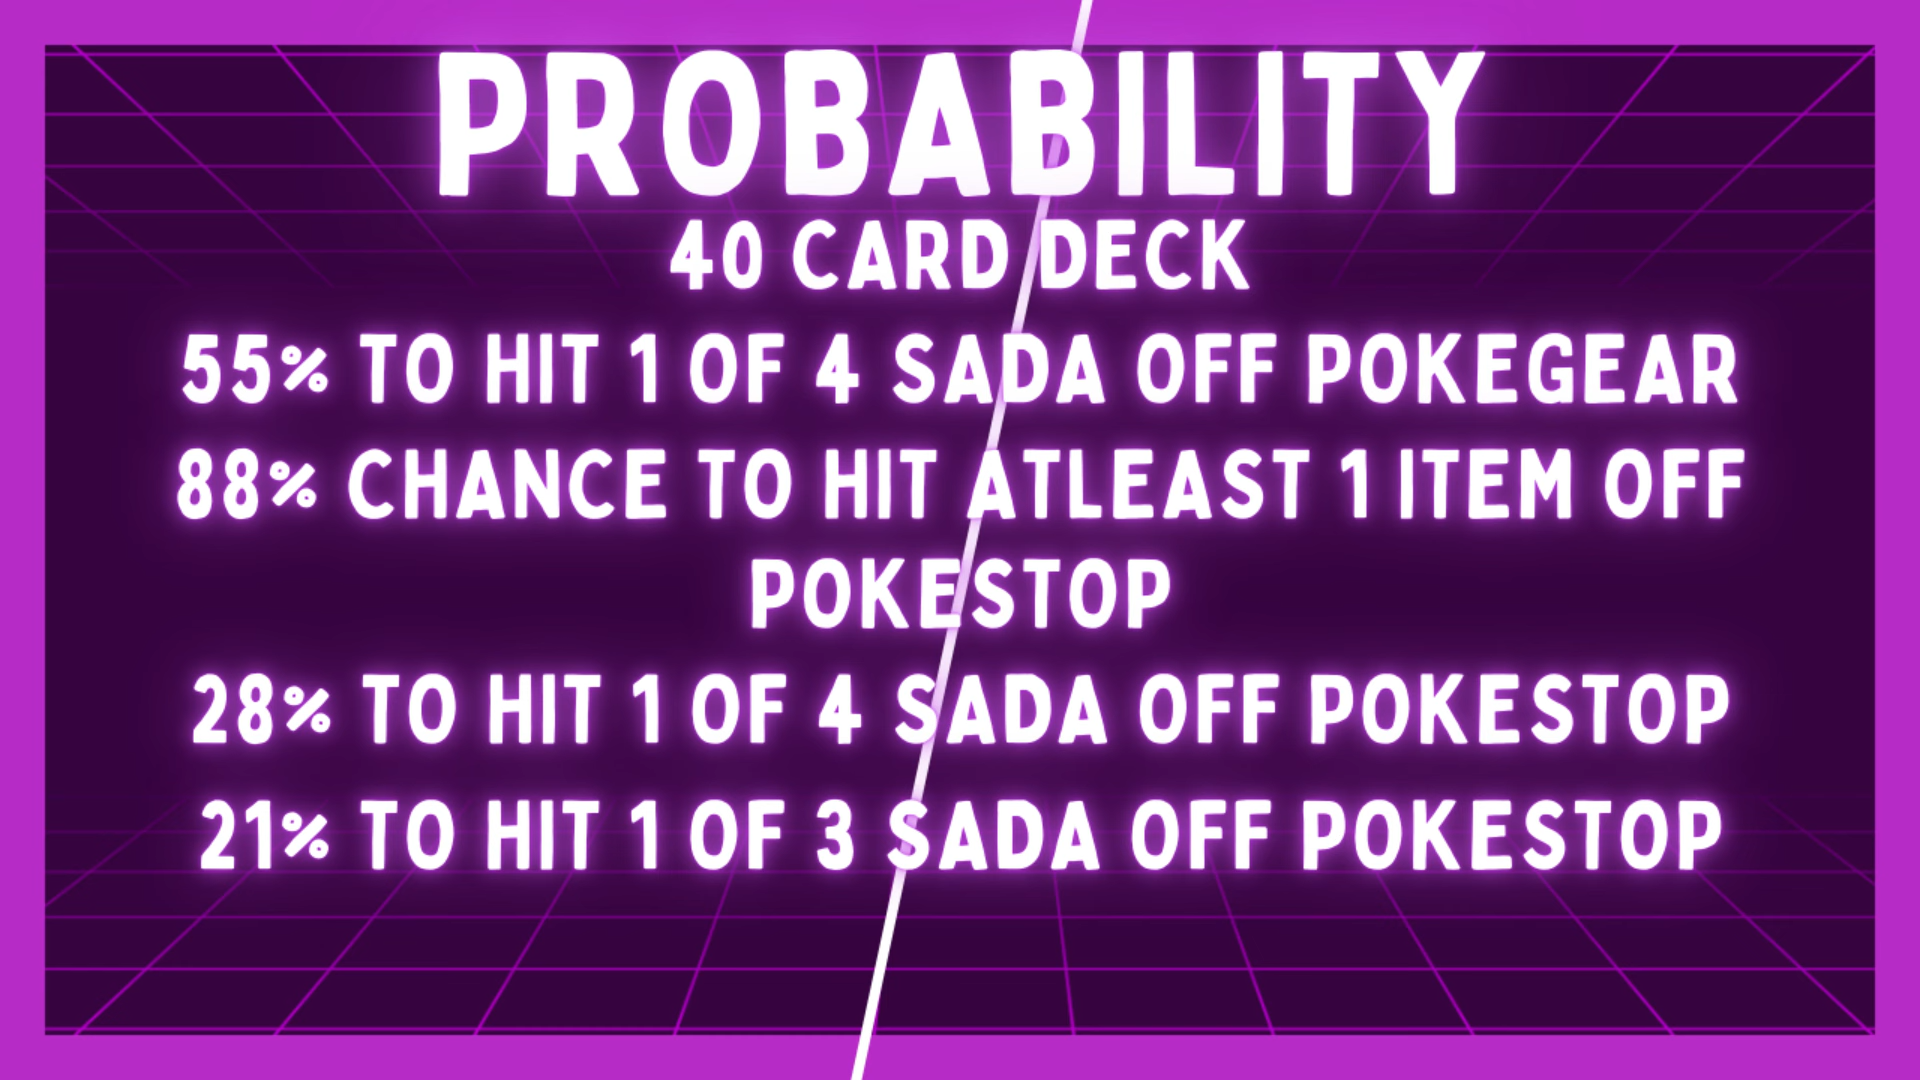 PROBABILITY
40 CARD DECK
55% TO HIT 1 OF 4 SADA OFF POKEGEAR
88% CHANCE TO HIT ATLEAST 1 ITEM OFF
POKESTOP
28% TO HIT 1 OF 4 SADA OFF POKESTOP
21% TO HIT 1 OF 3 SADA OFF POKESTOP